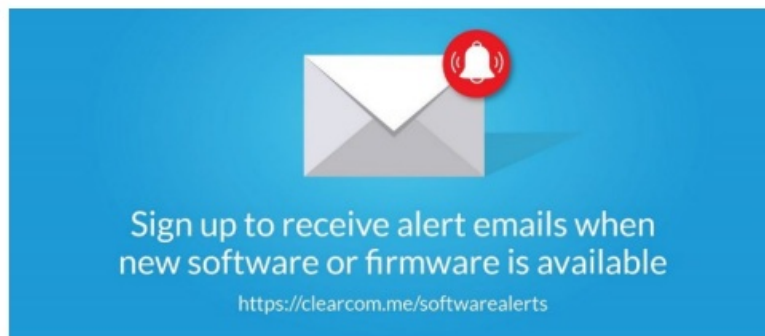 Sign up to receive alert emails when
new software or firmware is available
https://clearcom.me/softwarealerts